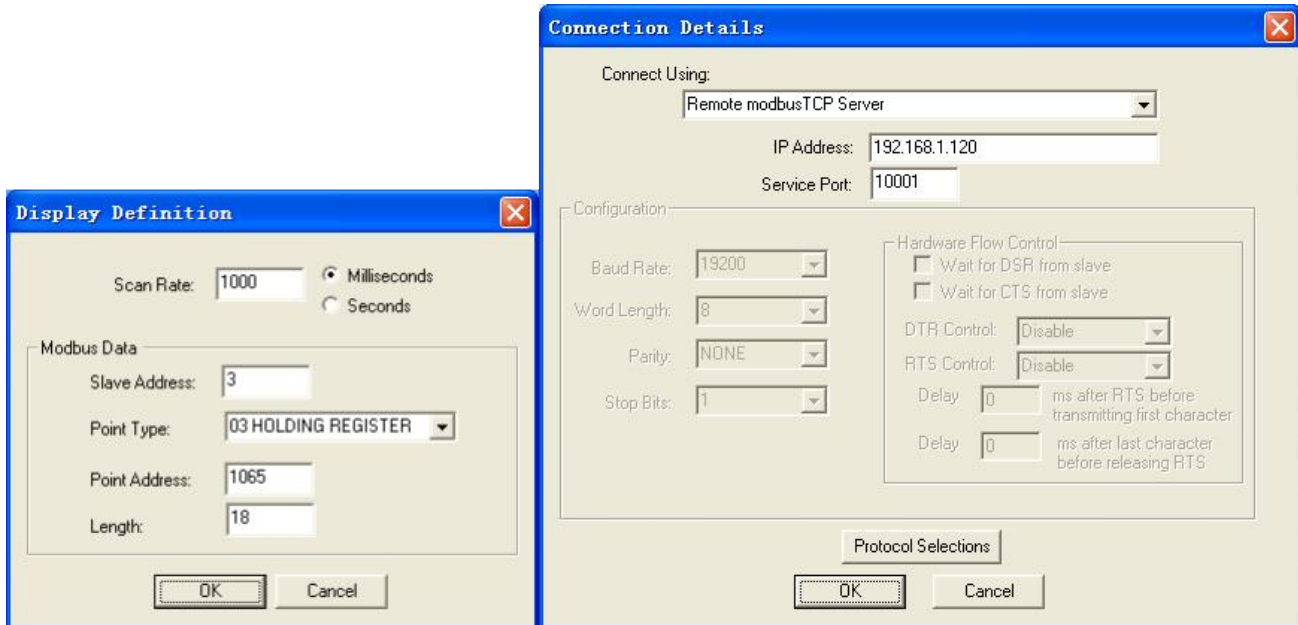 Display Definition
Scan Rate: 1000
Milliseconds
Seconds
Modbus Data
Slave Address: 3
Point Type: 03 HOLDING REGISTER
Point Address: 1065
Length: 18
OK Cancel
Connection Details
Connect Using:
Remote modbusTCP Server
IP Address: 192.168.1.120
Service Port: 10001
Configuration
Baud Rate: 19200
Word Length: 8
Parity: NONE
Stop Bits: 1
Hardware Flow Control
Wait for DSR from slave
Wait for CTS from slave
DTR Control: Disable
RTS Control: Disable
Delay 0 ms after RTS before
transmitting first character
Delay 0 ms after last character
before releasing RTS
Protocol Selections
OK Cancel